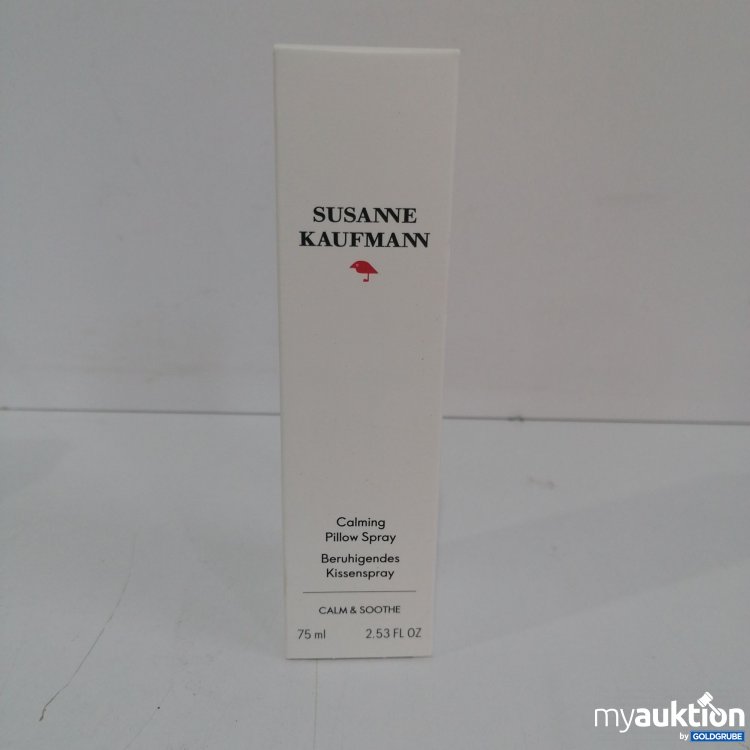 SUSANNE
KAUFMANN
Calming
Pillow Spray
Beruhigendes
Kissenspray
CALM & SOOTHE
75 ml 2.53 FL OZ
myauktion
by GOLDGRUBE